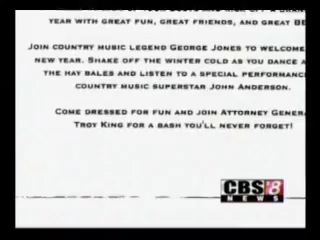 YEAR WITH GREAT FUN, GREAT FRIENDS, AND GREAT
JOIN COUNTRY MUSIC LEGEND GEORGE JONES TO WELCOME
NEW YEAR. SHAKE OFF THE WINTER COLD AS YOU DANCE
THE HAY BALES AND LISTEN TO A SPECIAL
COUNTRY MUSIC SUPERSTAR JOHN ANDERSON.
COME DRESSED FOR FUN AND JOIN ATTORNEY
TROY KING FOR A BASH YOU'LL NEVER FORGET!
CBS 8
NEWS